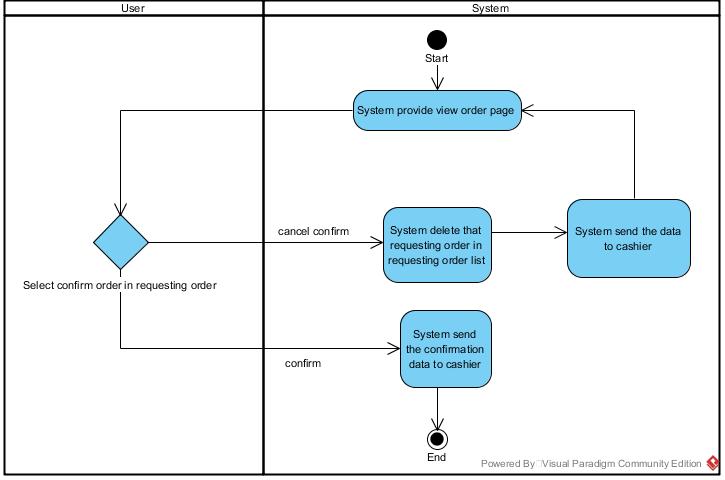 User
System
Start
System provide view order page
cancel confirm
System delete that
requesting order in
requesting order list
System send the data
to cashier
Select confirm order in requesting order
System send
the confirmation
data to cashier
confirm
End
Powered By Visual Paradigm Community Edition